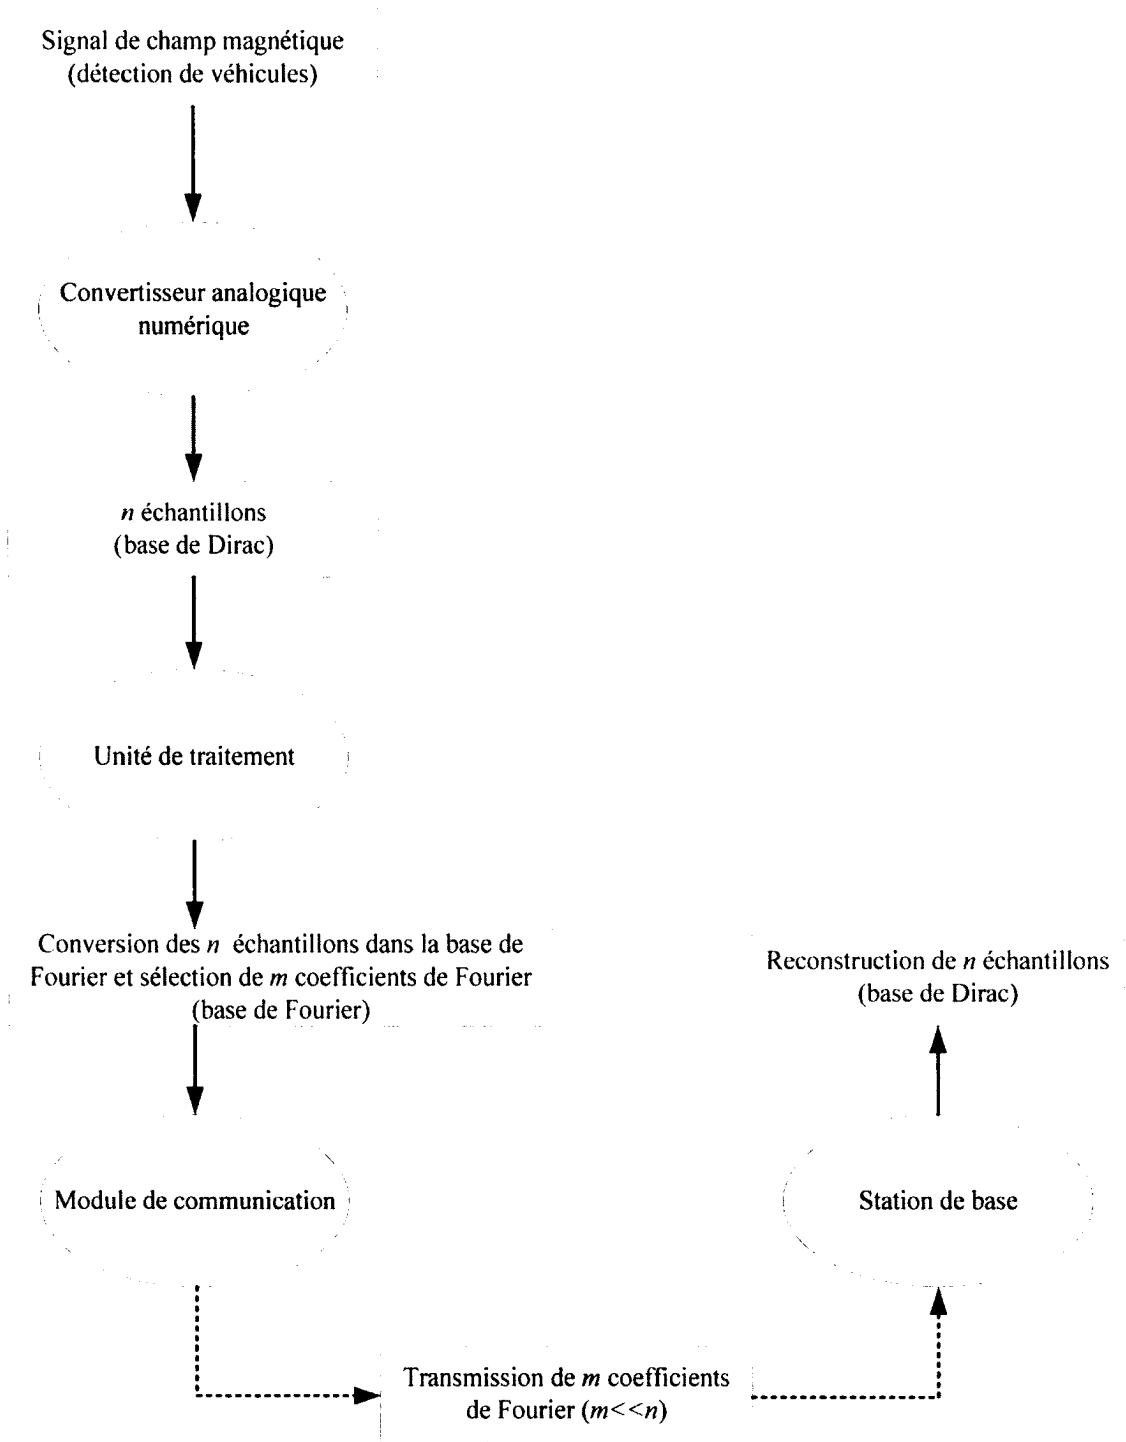 Signal de champ magnétique
(détection de véhicules)
Convertisseur analogique
numérique
n échantillons
(base de Dirac)
Unité de traitement
Conversion des n échantillons dans la base de
Fourier et sélection de m coefficients de Fourier
(base de Fourier)
Module de communication
Transmission de m coefficients
de Fourier (m<<n)
Station de base
Reconstruction de n échantillons
(base de Dirac)